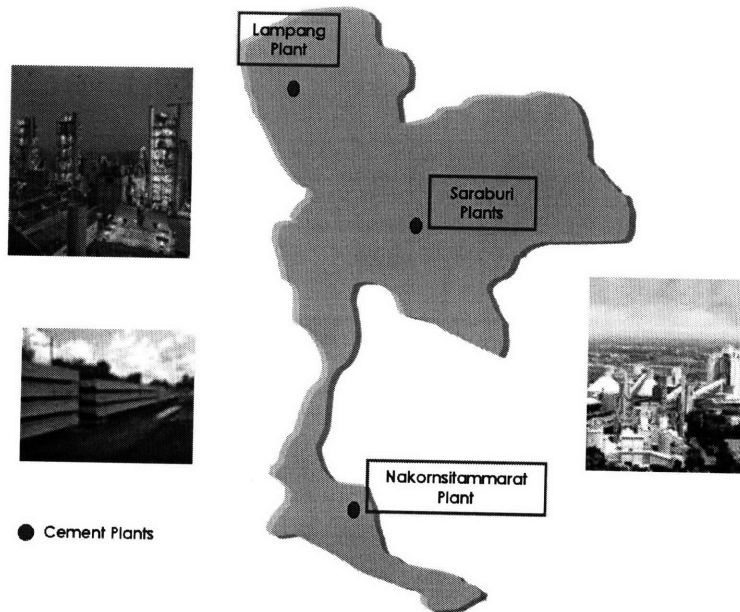 Lampang
Plant
Saraburi
Plants
Nakornsitammarat
Plant
Cement Plants